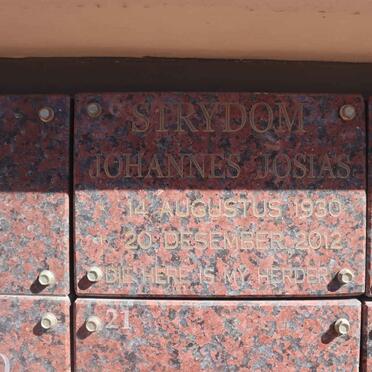 STRYDOM
JOHANNES JOSIAS
* 14 AUGUSTUS 1930
+ 20 DESEMBER 2012
DIE HERE IS MY HERDER
21